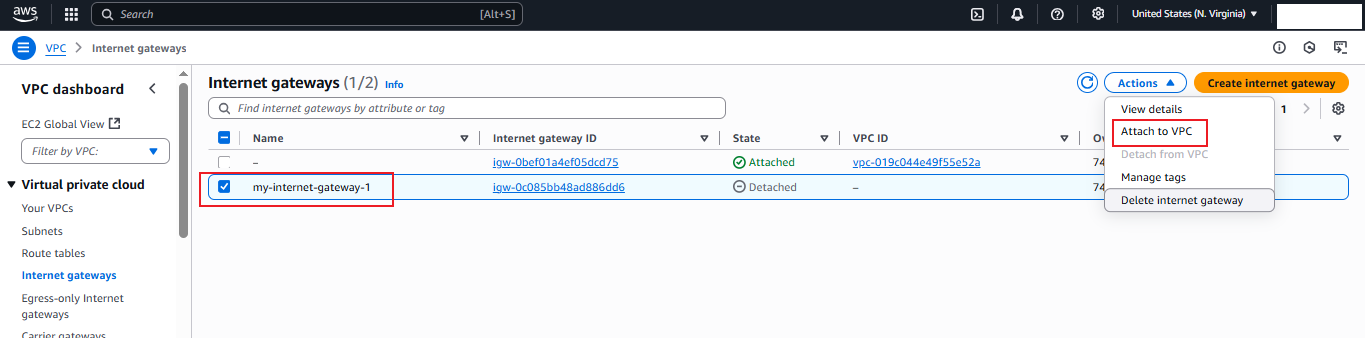 aws Search [Alt+S] United States (N. Virginia)
VPC > Internet gateways
VPC dashboard
EC2 Global View
Filter by VPC:
Virtual private cloud
Your VPCs
Subnets
Route tables
Internet gateways
Egress-only Internet
gateways
Carrier gateways
Internet gateways (1/2) Info
Actions
Create internet gateway
Find internet gateways by attribute or tag
1
View details
Attach to VPC
Detach from VPC
Manage tags
Delete internet gateway
Name Internet gateway ID State VPC ID Ow
– igw-0bef01a4ef05dcd75 Attached vpc-019c044e49f55e52a 74
my-internet-gateway-1 igw-0c085bb48ad886dd6 Detached – 74